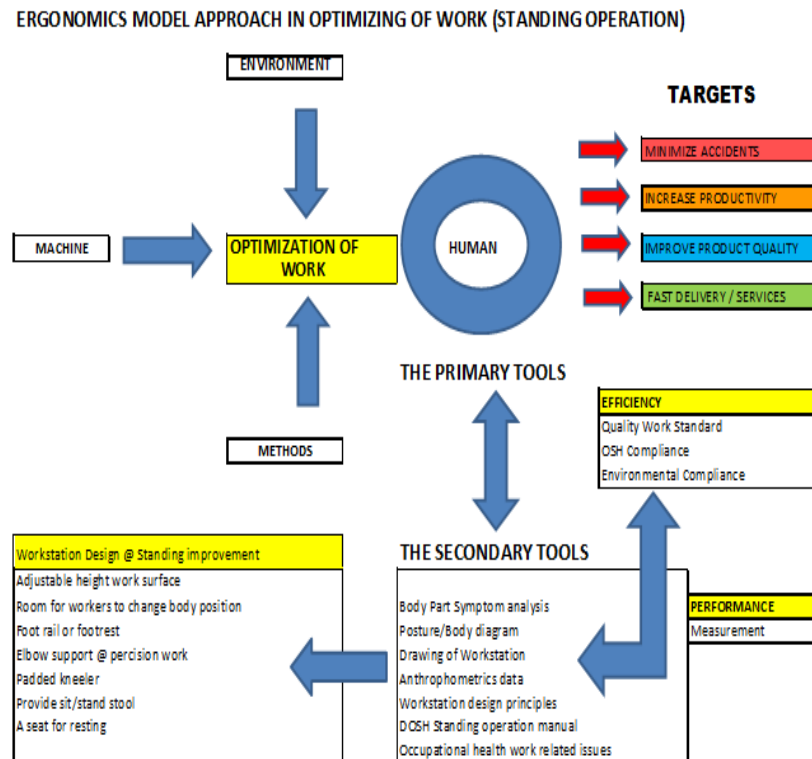 ERGONOMICS MODEL APPROACH IN OPTIMIZING OF WORK (STANDING OPERATION)
ENVIRONMENT
TARGETS
MINIMIZE ACCIDENTS
INCREASE PRODUCTIVITY
MACHINE
OPTIMIZATION OF
WORK
HUMAN
IMPROVE PRODUCT QUALITY
FAST DELIVERY / SERVICES
THE PRIMARY TOOLS
METHODS
EFFICIENCY
Quality Work Standard
OSH Compliance
Environmental Compliance
Workstation Design @ Standing improvement
Adjustable height work surface
Room for workers to change body position
Foot rail or footrest
Elbow support @ percision work
Padded kneeler
Provide sit/stand stool
A seat for resting
THE SECONDARY TOOLS
Body Part Symptom analysis
Posture/Body diagram
Drawing of Workstation
Anthrophometrics data
Workstation design principles
DOSH Standing operation manual
Occupational health work related issues
PERFORMANCE
Measurement